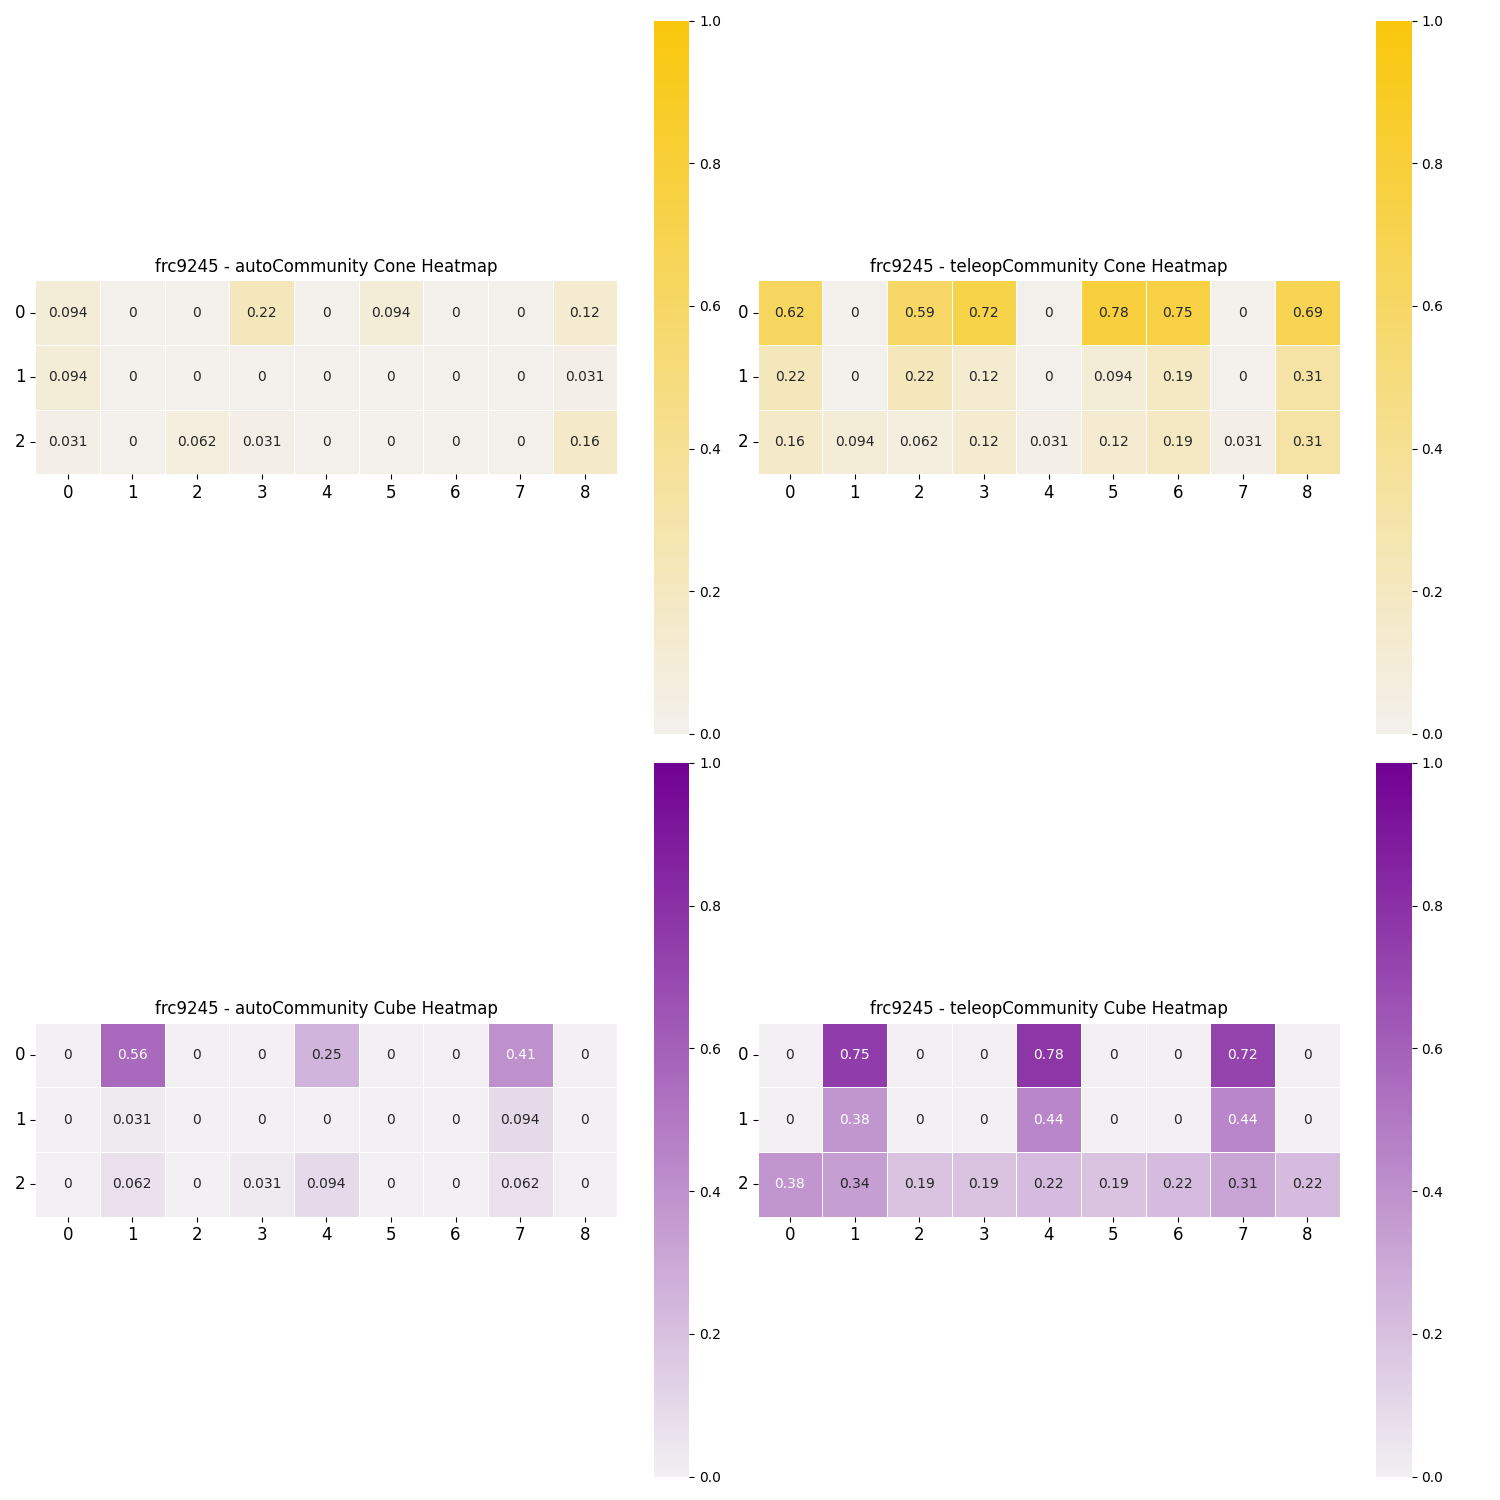 frc9245 - autoCommunity Cone Heatmap
0 0.094 0 0 0.22 0 0.094 0 0 0.12
1 0.094 0 0 0 0 0 0 0 0.031
2 0.031 0 0.062 0.031 0 0 0 0 0.16
0 1 2 3 4 5 6 7 8
1.0
0.8
0.6
0.4
0.2
0.0
frc9245 - teleopCommunity Cone Heatmap
0.62 0 0.59 0.72 0 0.78 0.75 0 0.69
0.22 0 0.22 0.12 0 0.094 0.19 0 0.31
0.16 0.094 0.062 0.12 0.031 0.12 0.19 0.031 0.31
0 1 2 3 4 5 6 7 8
1.0
0.8
0.6
0.4
0.2
0.0
frc9245 - autoCommunity Cube Heatmap
0 0 0.56 0 0 0.25 0 0 0.41 0
1 0 0.031 0 0 0 0 0 0.094 0
2 0 0.062 0 0.031 0.094 0 0 0.062 0
0 1 2 3 4 5 6 7 8
1.0
0.8
0.6
0.4
0.2
0.0
frc9245 - teleopCommunity Cube Heatmap
0 0.75 0 0 0.78 0 0 0.72 0
0 0.38 0 0 0.44 0 0 0.44 0
0.38 0.34 0.19 0.19 0.22 0.19 0.22 0.31 0.22
0 1 2 3 4 5 6 7 8
1.0
0.8
0.6
0.4
0.2
0.0